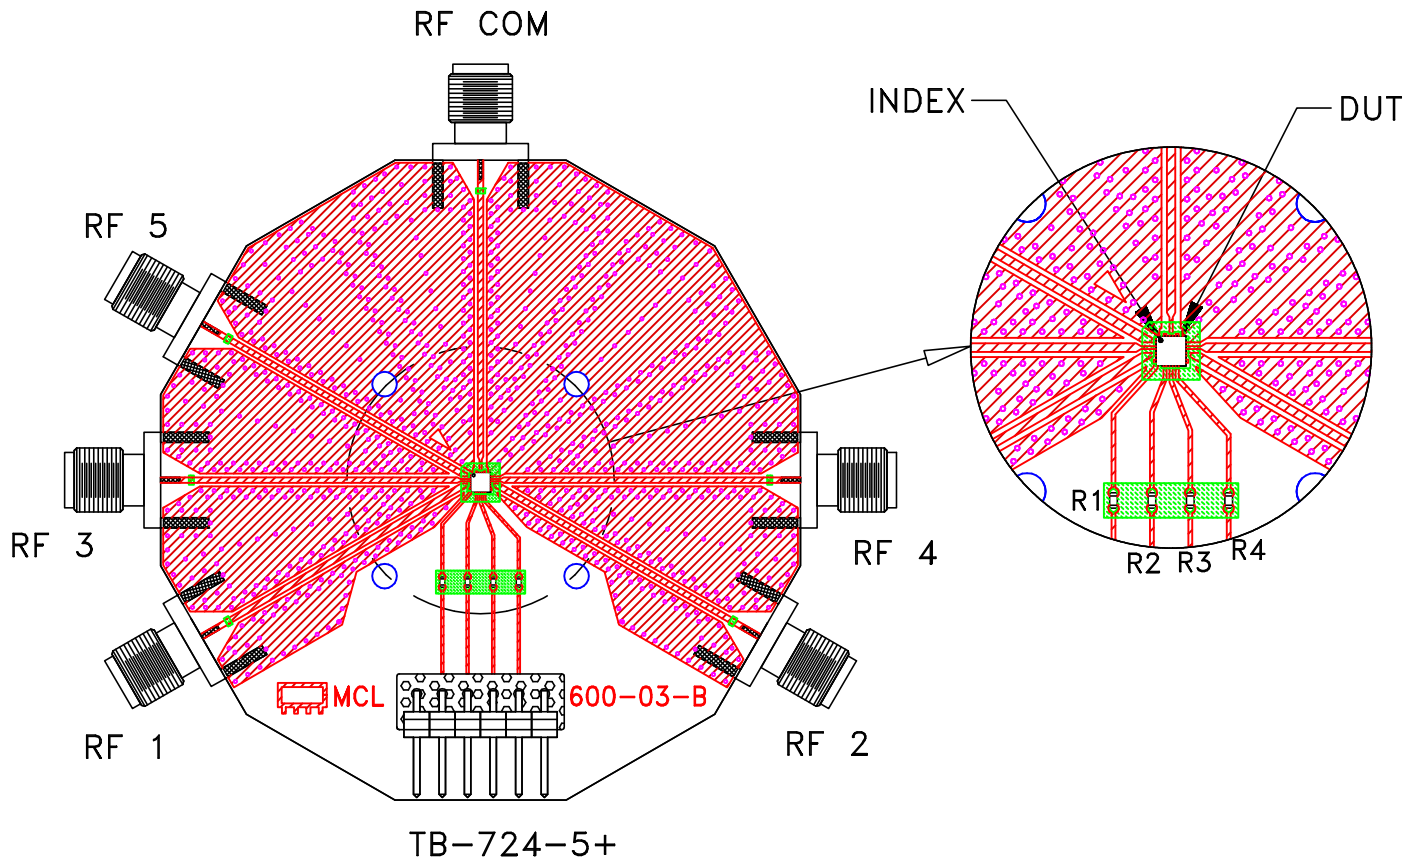 RF COM
INDEX
DUT
RF 5
RF 3
RF 4
R1
R2
R3
R4
MCL
600-03-B
RF 1
RF 2
TB-724-5+